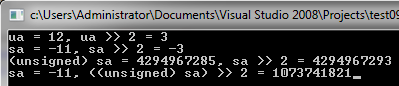 c:\Users\Administrator\Documents\Visual Studio 2008\Projects\test09
ua = 12, ua >> 2 = 3
sa = -11, sa >> 2 = -3
(unsigned) sa = 4294967285, sa >> 2 = 4294967293
sa = -11, ((unsigned) sa) >> 2 = 1073741821